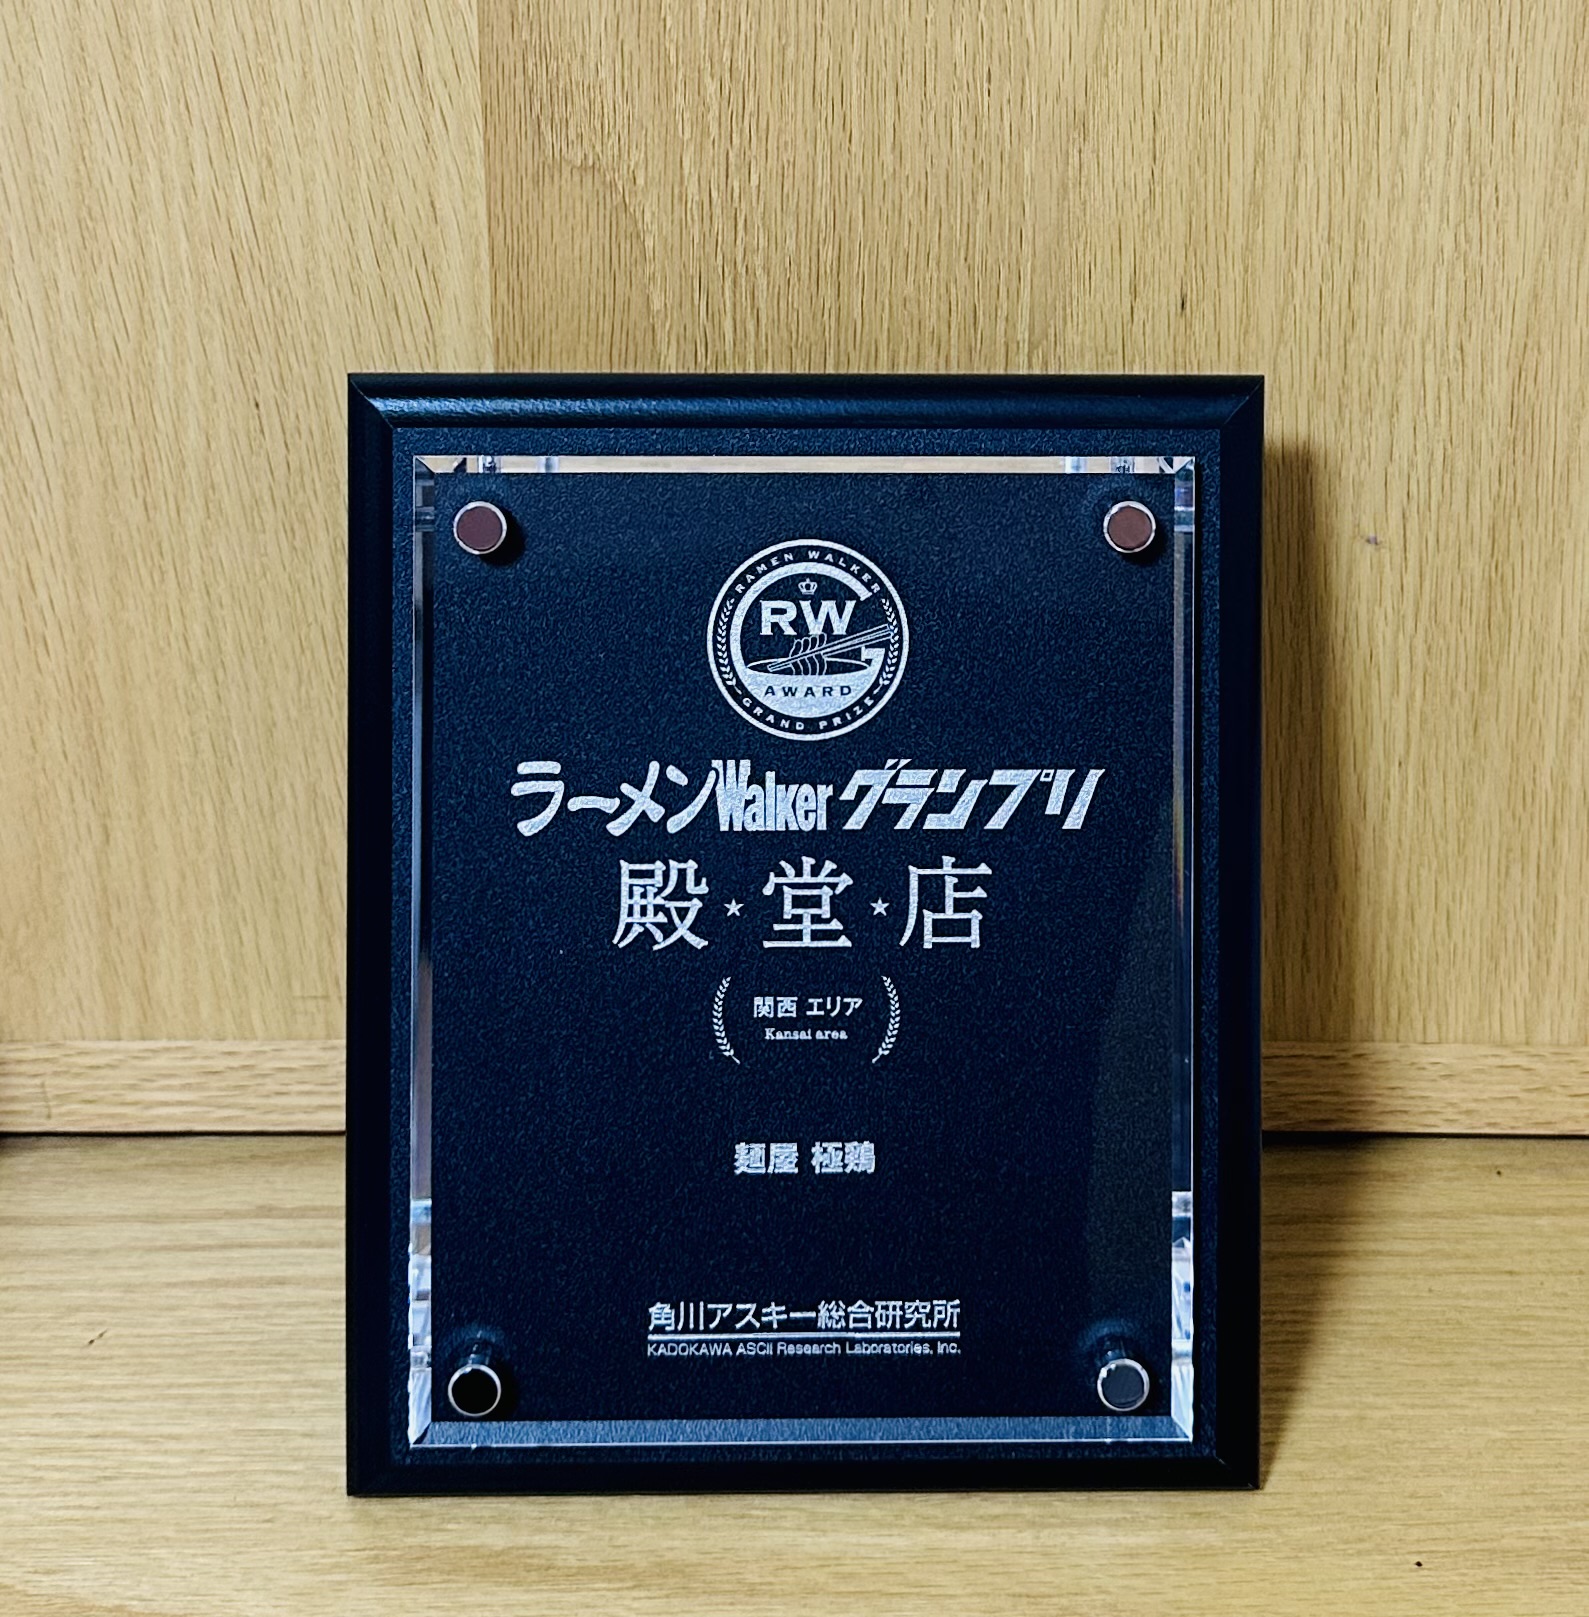 RAMEN WALKER
RW
AWARD
GRAND PRIZE
ラーメンWalkerグランプリ
殿★堂★店
関西 エリア
Kansai area
麺屋 極鶏
角川アスキー総合研究所
KADOKAWA ASCII Research Laboratories, Inc.